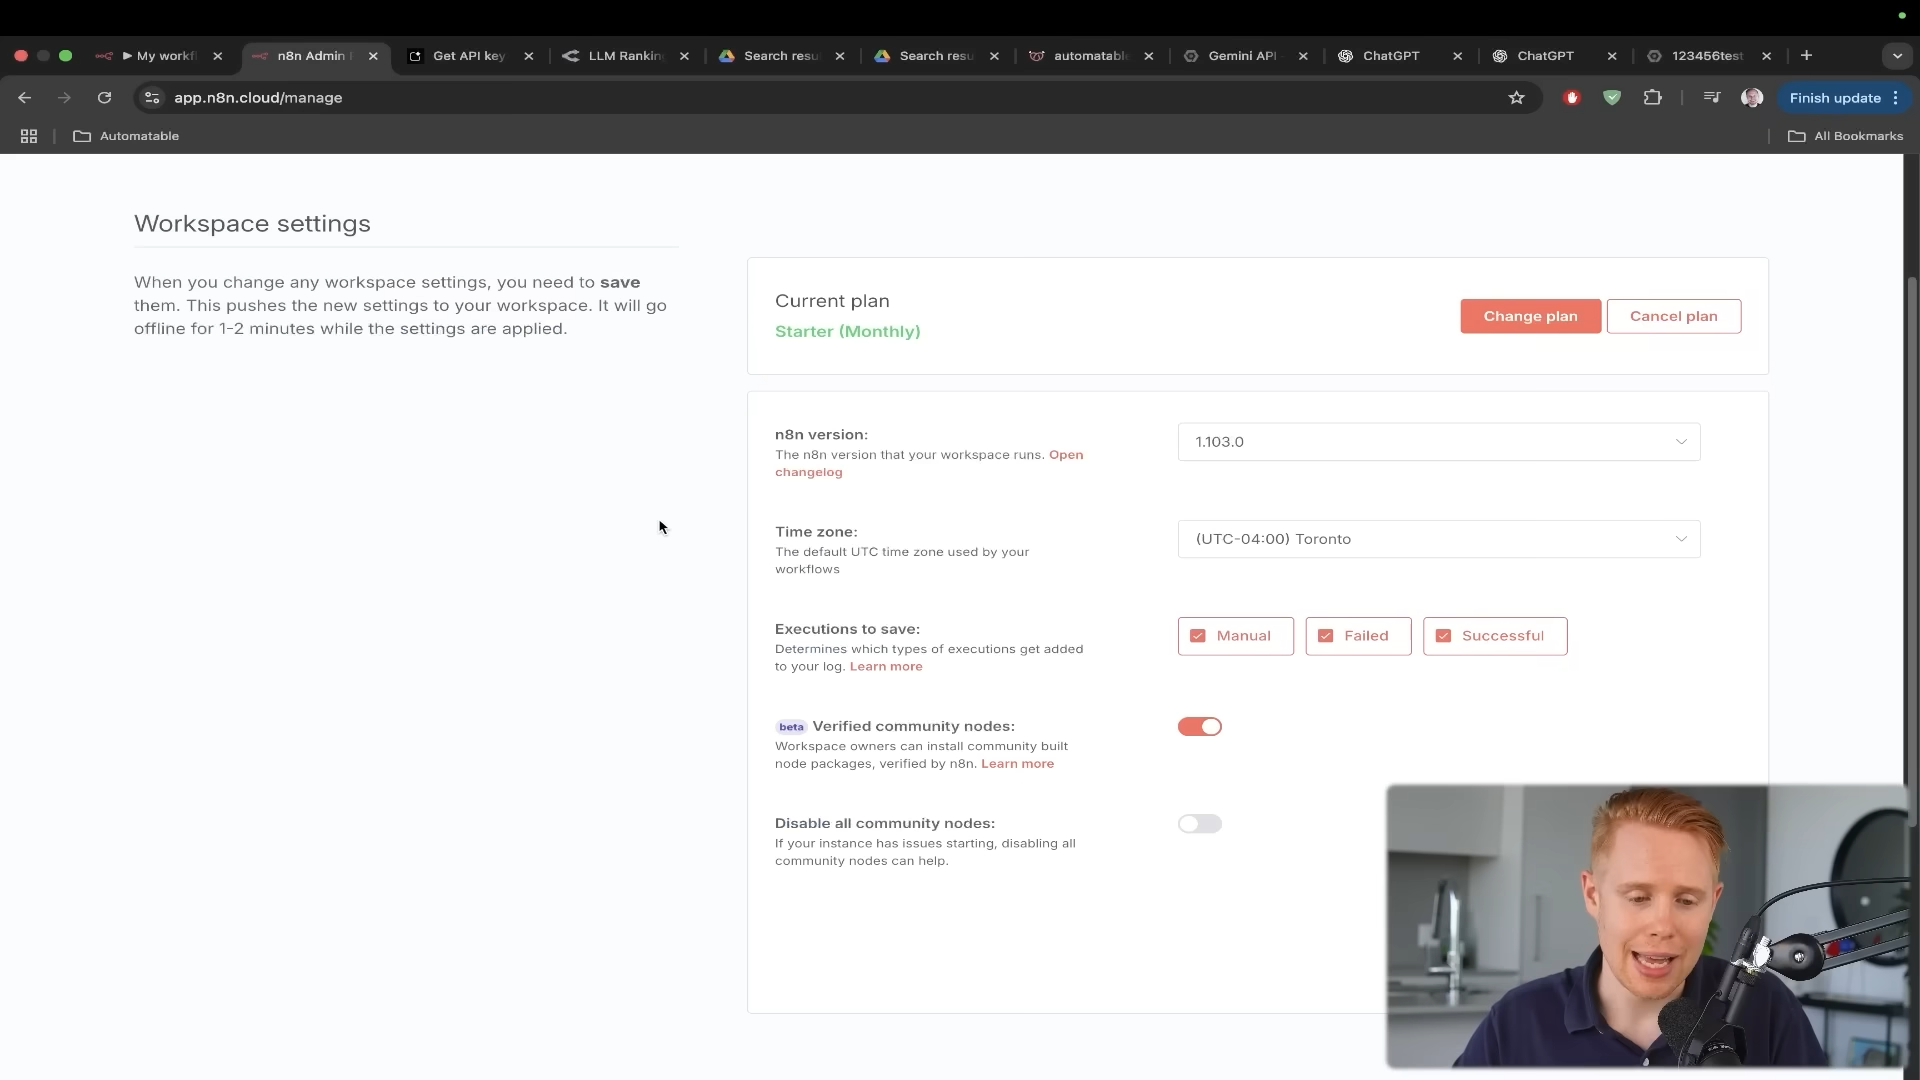 My workfl
n8n Admin
Get API key
LLM Rankin
Search resu
Search resu
automatable
Gemini API
ChatGPT
ChatGPT
123456test
app.n8n.cloud/manage
Finish update
Automatable
All Bookmarks
Workspace settings
When you change any workspace settings, you need to save
them. This pushes the new settings to your workspace. It will go
offline for 1-2 minutes while the settings are applied.
Current plan
Starter (Monthly)
Change plan
Cancel plan
n8n version:
The n8n version that your workspace runs. Open
changelog
1.103.0
Time zone:
The default UTC time zone used by your
workflows
(UTC-04:00) Toronto
Executions to save:
Determines which types of executions get added
to your log. Learn more
Manual
Failed
Successful
beta Verified community nodes:
Workspace owners can install community built
node packages, verified by n8n. Learn more
Disable all community nodes:
If your instance has issues starting, disabling all
community nodes can help.